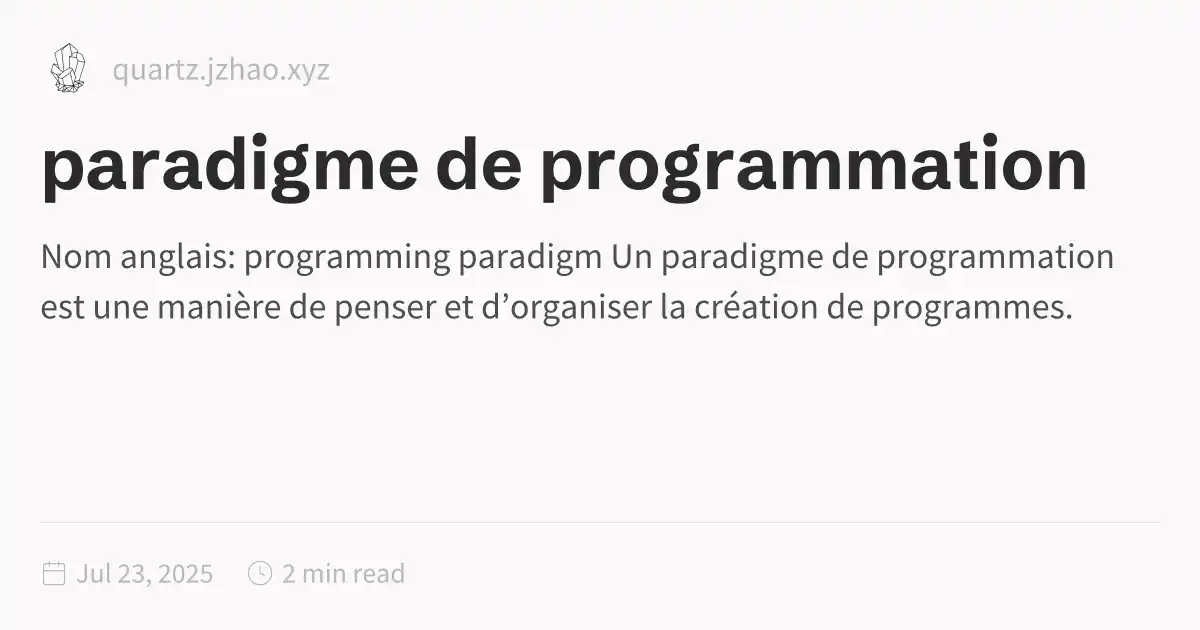 quartz.jzhao.xyz
paradigme de programmation
Nom anglais: programming paradigm Un paradigme de programmation
est une manière de penser et d’organiser la création de programmes.
Jul 23, 2025 2 min read